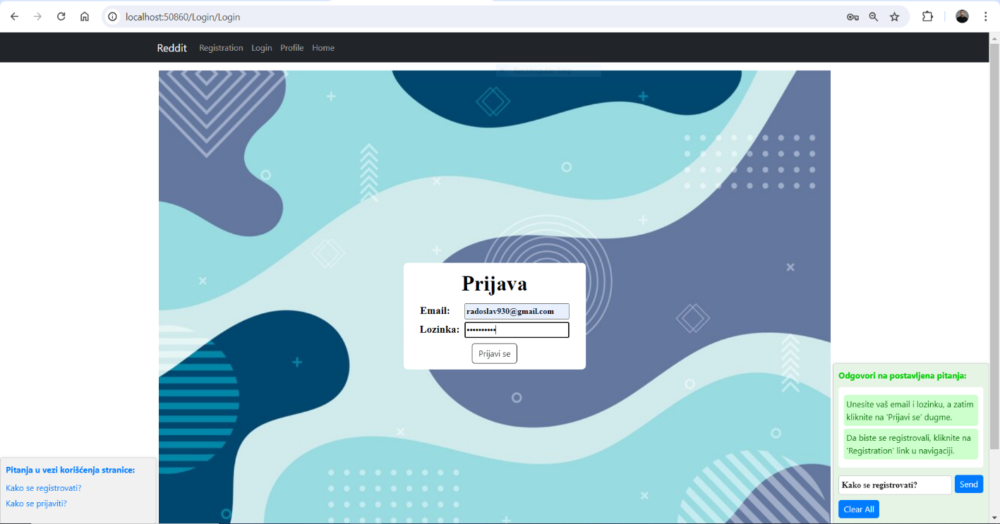 localhost:50860/Login/Login
Reddit Registration Login Profile Home
Rectangular Snip
Prijava
Email: radoslav930@gmail.com
Lozinka: ••••••••••
Prijavi se
Pitanja u vezi korišćenja stranice:
Kako se registrovati?
Kako se prijaviti?
Odgovori na postavljena pitanja:
Unesite vaš email i lozinku, a zatim
kliknite na 'Prijavi se' dugme.
Da biste se registrovali, kliknite na
'Registration' link u navigaciji.
Kako se registrovati? Send
Clear All